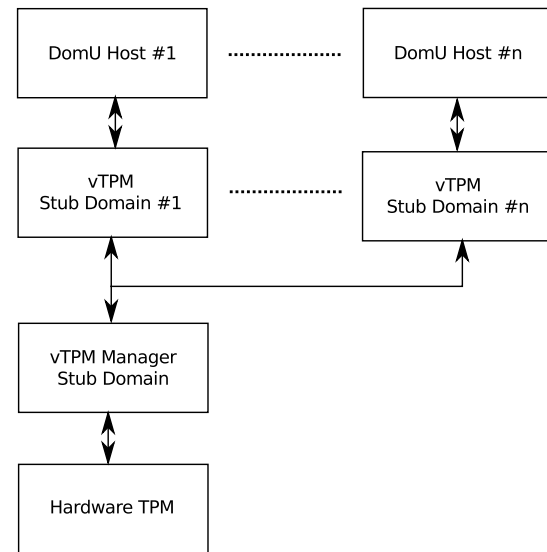 DomU Host #1
DomU Host #n
vTPM
Stub Domain #1
vTPM
Stub Domain #n
vTPM Manager
Stub Domain
Hardware TPM